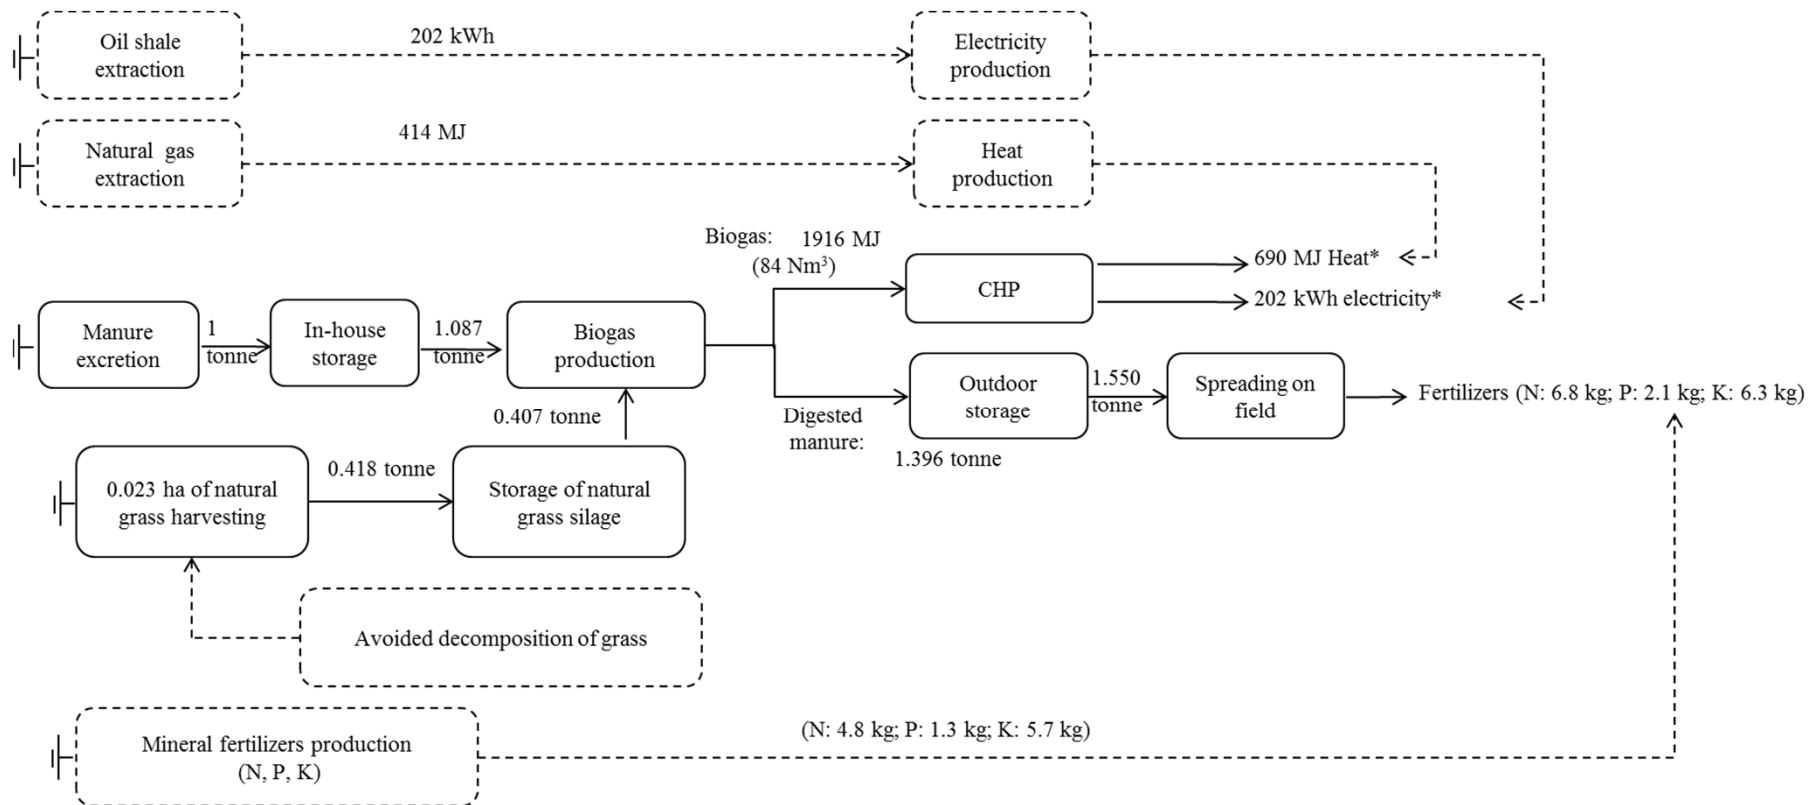 Oil shale
extraction
202 kWh
Electricity
production
Natural gas
extraction
414 MJ
Heat
production
Biogas: 1916 MJ
(84 Nm³)
CHP
690 MJ Heat*
202 kWh electricity*
Manure
excretion
1
tonne
In-house
storage
1.087
tonne
Biogas
production
Digested
manure:
1.396 tonne
Outdoor
storage
1.550
tonne
Spreading on
field
Fertilizers (N: 6.8 kg; P: 2.1 kg; K: 6.3 kg)
0.407 tonne
0.023 ha of natural
grass harvesting
0.418 tonne
Storage of natural
grass silage
Avoided decomposition of grass
Mineral fertilizers production
(N, P, K)
(N: 4.8 kg; P: 1.3 kg; K: 5.7 kg)